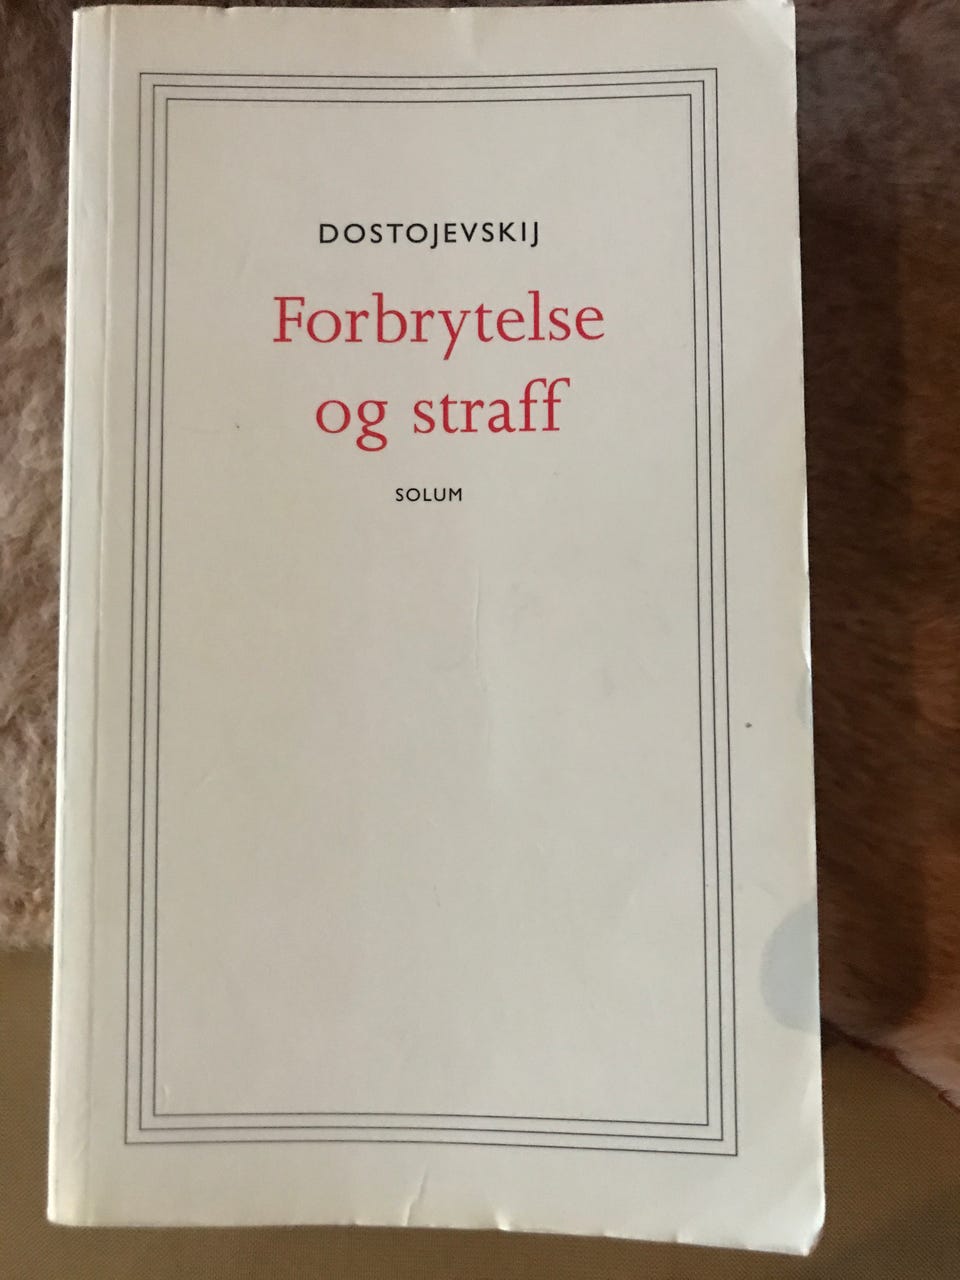 DOSTOJEVSKIJ
Forbrytelse
og straff
SOLUM